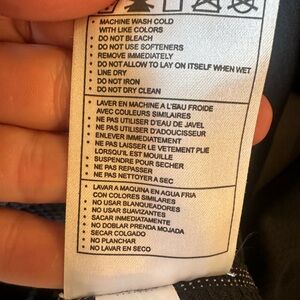 • MACHINE WASH COLD
WITH LIKE COLORS
• DO NOT BLEACH
• DO NOT USE SOFTENERS
• REMOVE IMMEDIATELY
• DO NOT ALLOW TO LAY ON ITSELF WHEN WET
• LINE DRY
• DO NOT IRON
• DO NOT DRY CLEAN
• LAVER EN MACHINE A L'EAU FROIDE
AVEC COULEURS SIMILAIRES
• NE PAS UTILISER D'EAU DE JAVEL
• NE PAS UTILISER D'ADOUCISSEUR
• ENLEVER IMMEDIATEMENT
• NE PAS LAISSER LE VETEMENT PLIE
LORSQU'IL EST MOUILLE
• SUSPENDRE POUR SECHER
• NE PAS REPASSER
• NE PAS NETTOYER A SEC
• LAVAR A MAQUINA EN AGUA FRIA
CON COLORES SIMILARES
• NO USAR BLANQUEADORES
• NO USAR SUAVIZANTES
• SACAR INMEDIATAMENTE
• NO DOBLAR PRENDA MOJADA
• SECAR COLGADO
• NO PLANCHAR
• NO LAVAR EN SECO